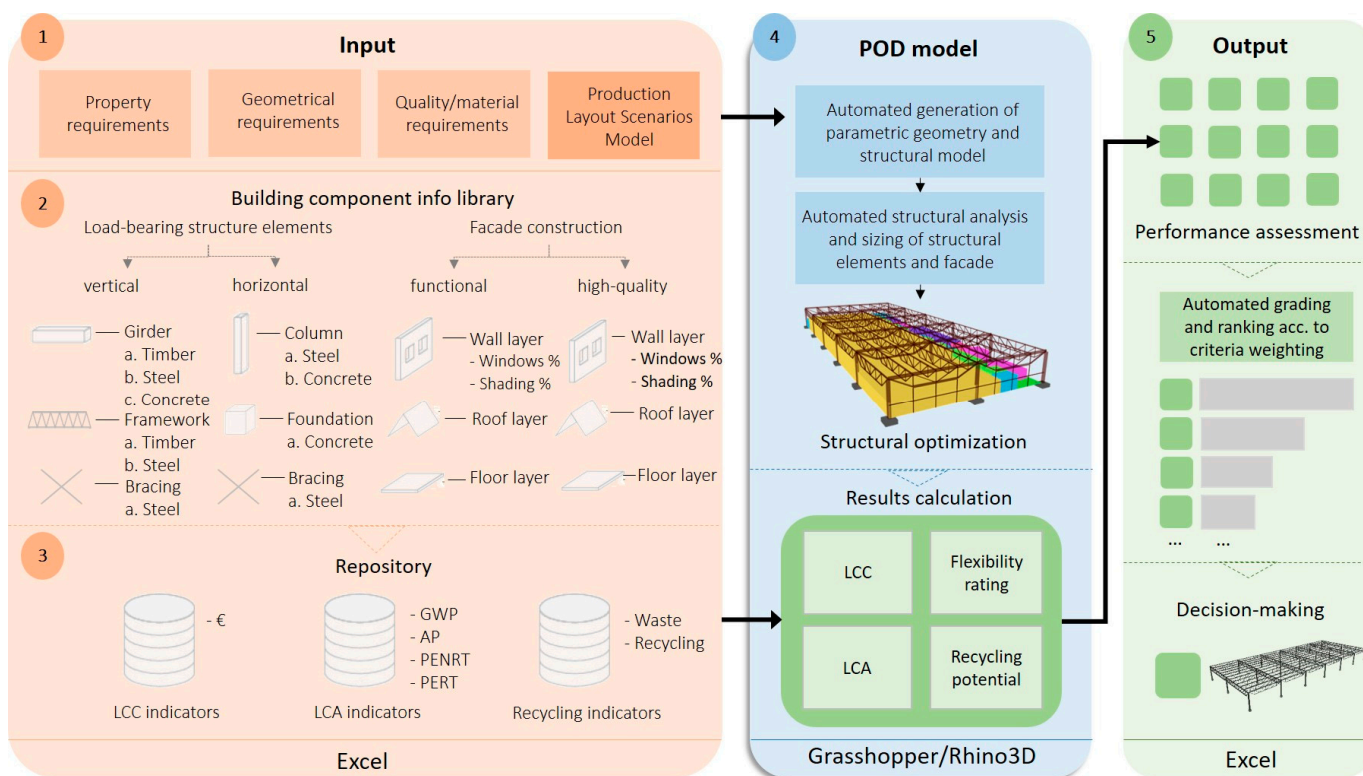 1
Input
Property
requirements
Geometrical
requirements
Quality/material
requirements
Production
Layout Scenarios
Model
2
Building component info library
Load-bearing structure elements
Facade construction
vertical
horizontal
functional
high-quality
Girder
a. Timber
b. Steel
c. Concrete
Framework
a. Timber
b. Steel
Bracing
a. Steel
Column
a. Steel
b. Concrete
Foundation
a. Concrete
Bracing
a. Steel
Wall layer
- Windows %
- Shading %
Roof layer
Floor layer
Wall layer
- Windows %
- Shading %
Roof layer
Floor layer
3
Repository
- €
LCC indicators
- GWP
- AP
- PENRT
- PERT
LCA indicators
- Waste
- Recycling
Recycling indicators
Excel
4
POD model
Automated generation of
parametric geometry and
structural model
Automated structural analysis
and sizing of structural
elements and facade
Structural optimization
Results calculation
LCC
Flexibility
rating
LCA
Recycling
potential
Grasshopper/Rhino3D
5
Output
Performance assessment
Automated grading
and ranking acc. to
criteria weighting
... ...
Decision-making
Excel